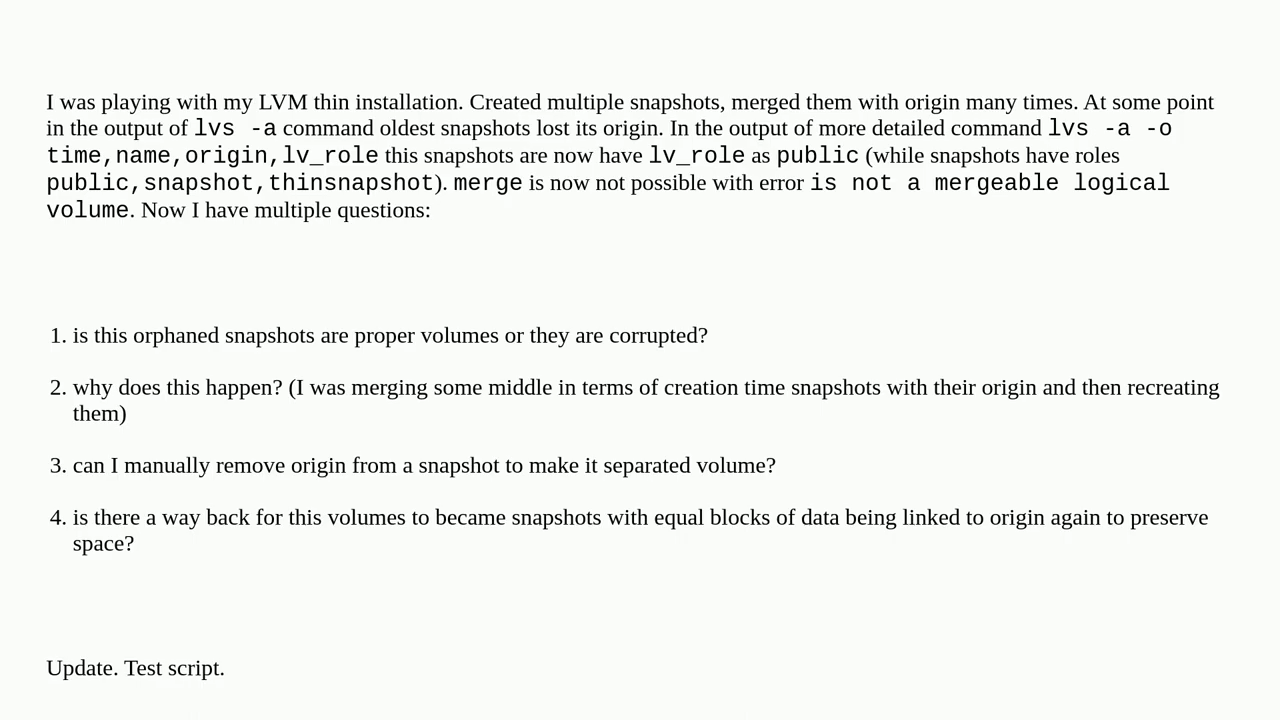 I was playing with my LVM thin installation. Created multiple snapshots, merged them with origin many times. At some point
in the output of lvs -a command oldest snapshots lost its origin. In the output of more detailed command lvs -a -o
time,name,origin,lv_role this snapshots are now have lv_role as public (while snapshots have roles
public,snapshot,thinsnapshot). merge is now not possible with error is not a mergeable logical
volume. Now I have multiple questions:
1. is this orphaned snapshots are proper volumes or they are corrupted?
2. why does this happen? (I was merging some middle in terms of creation time snapshots with their origin and then recreating
them)
3. can I manually remove origin from a snapshot to make it separated volume?
4. is there a way back for this volumes to became snapshots with equal blocks of data being linked to origin again to preserve
space?
Update. Test script.